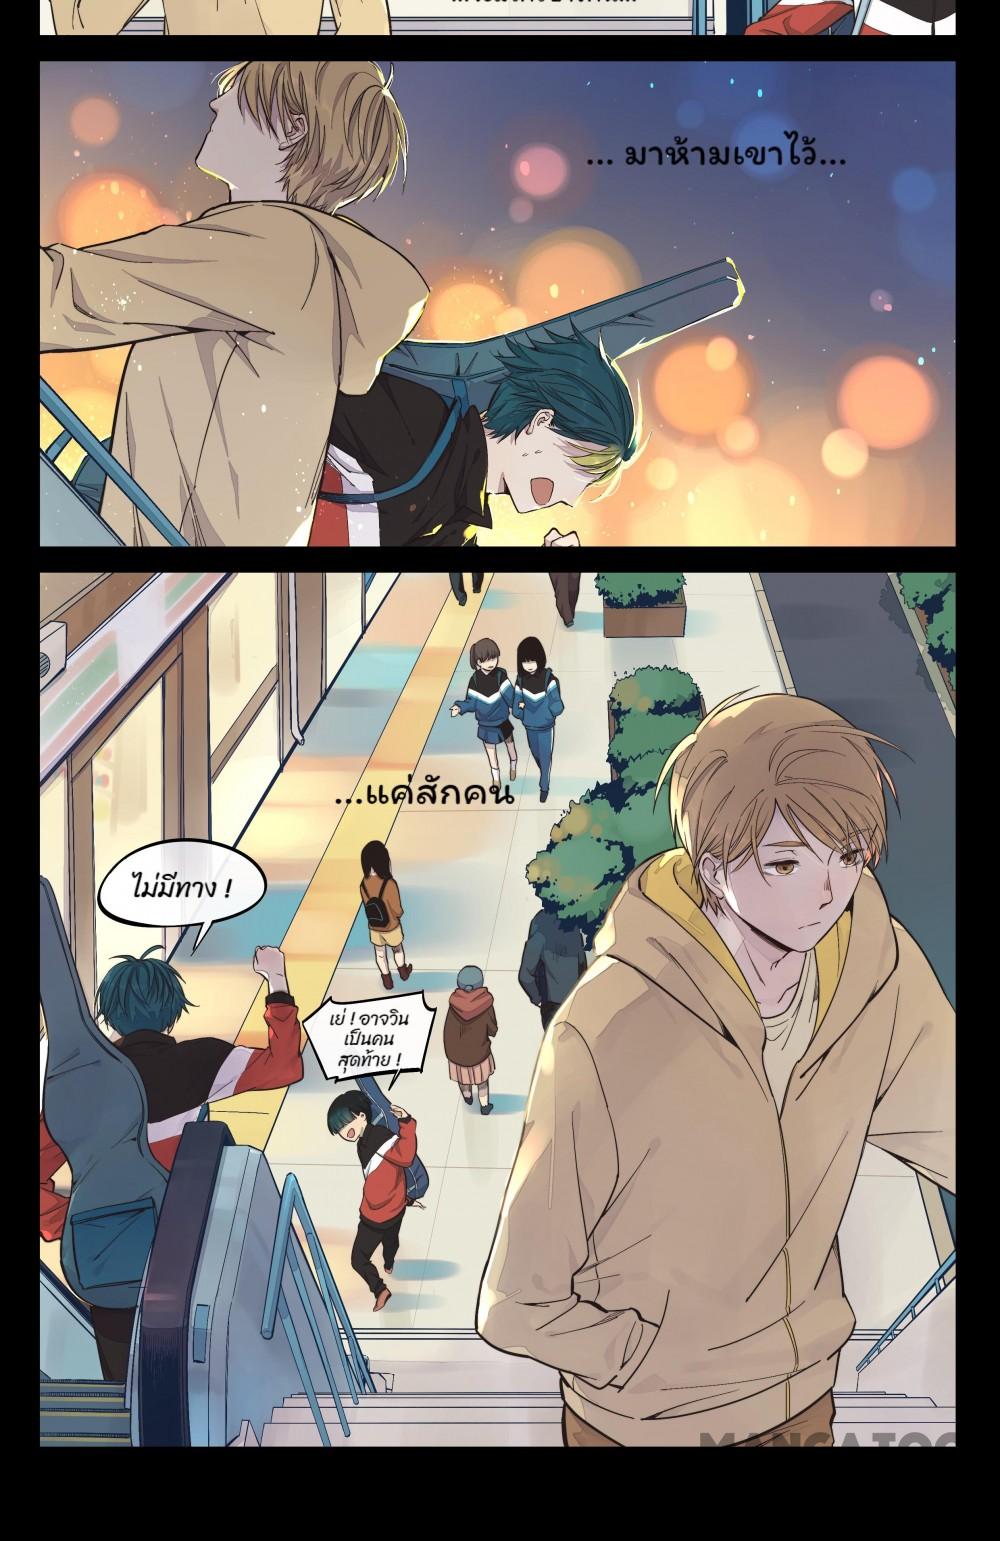 ... มาห้ามเขาไว้...
...แค่สักคน
ไม่มีทาง !
เย่ ! อาจวิน
เป็นคน
สุดท้าย !